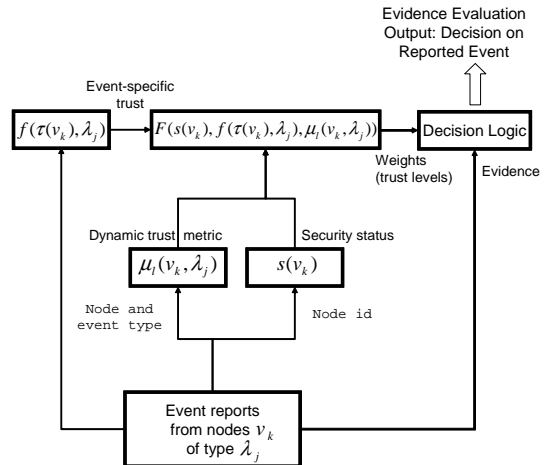 Evidence Evaluation
Output: Decision on
Reported Event
Event-specific
trust
f(τ(v_k),λ_j)
F(s(v_k), f(τ(v_k),λ_j),μ_l(v_k,λ_j))
Decision Logic
Weights
(trust levels)
Evidence
Dynamic trust metric
Security status
μ_l(v_k,λ_j)
s(v_k)
Node and
event type
Node id
Event reports
from nodes v_k
of type λ_j